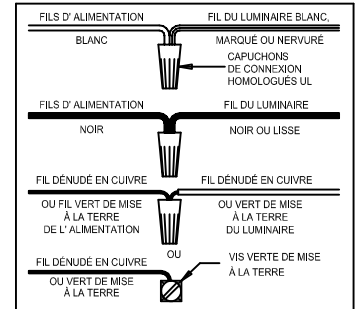 FILS D' ALIMENTATION
FIL DU LUMINAIRE BLANC,
BLANC
MARQUÉ OU NERVURÉ
CAPUCHONS
DE CONNEXION
HOMOLOGUÉS UL
FILS D' ALIMENTATION
FIL DU LUMINAIRE
NOIR
NOIR OU LISSE
FIL DÉNUDÉ EN CUIVRE
FIL DÉNUDÉ EN CUIVRE
OU FIL VERT DE MISE
À LA TERRE
DE L' ALIMENTATION
OU VERT DE MISE
À LA TERRE
DU LUMINAIRE
OU
FIL DÉNUDÉ EN CUIVRE
OU VERT DE MISE
À LA TERRE
VIS VERTE DE MISE
À LA TERRE